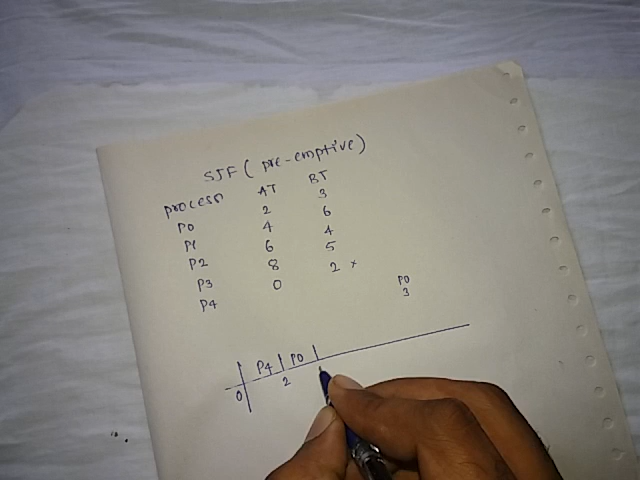 SJF ( pre-emptive)
process AT BT
P0 2 3
P1 4 6
P2 6 4
P3 8 5
P4 0 2 ×
P0
3
P4 P0
0 2